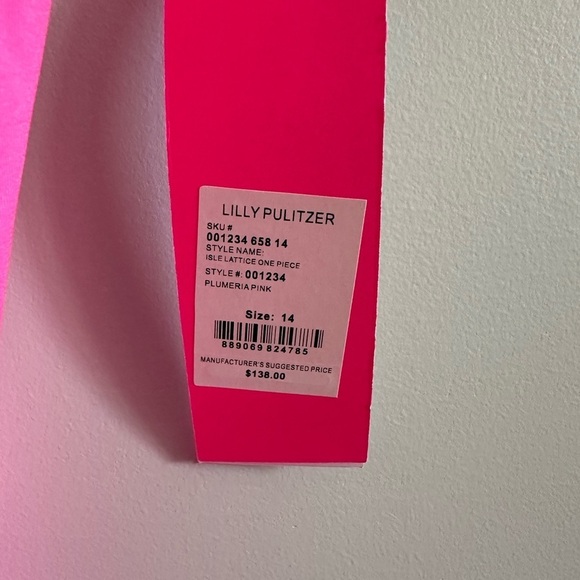 LILLY PULITZER
SKU #
001234 658 14
STYLE NAME:
ISLE LATTICE ONE PIECE
STYLE #: 001234
PLUMERIA PINK
Size: 14
889069 824785
MANUFACTURER'S SUGGESTED PRICE
$138.00